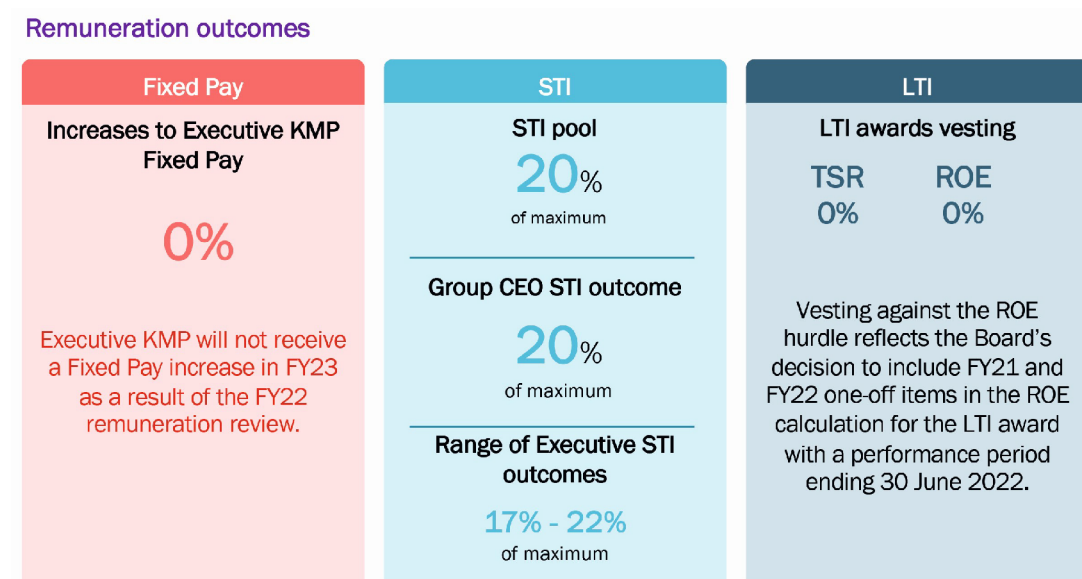 Remuneration outcomes
Fixed Pay
Increases to Executive KMP
Fixed Pay
0%
Executive KMP will not receive
a Fixed Pay increase in FY23
as a result of the FY22
remuneration review.
STI
STI pool
20%
of maximum
Group CEO STI outcome
20%
of maximum
Range of Executive STI
outcomes
17% - 22%
of maximum
LTI
LTI awards vesting
TSR ROE
0% 0%
Vesting against the ROE
hurdle reflects the Board's
decision to include FY21 and
FY22 one-off items in the ROE
calculation for the LTI award
with a performance period
ending 30 June 2022.